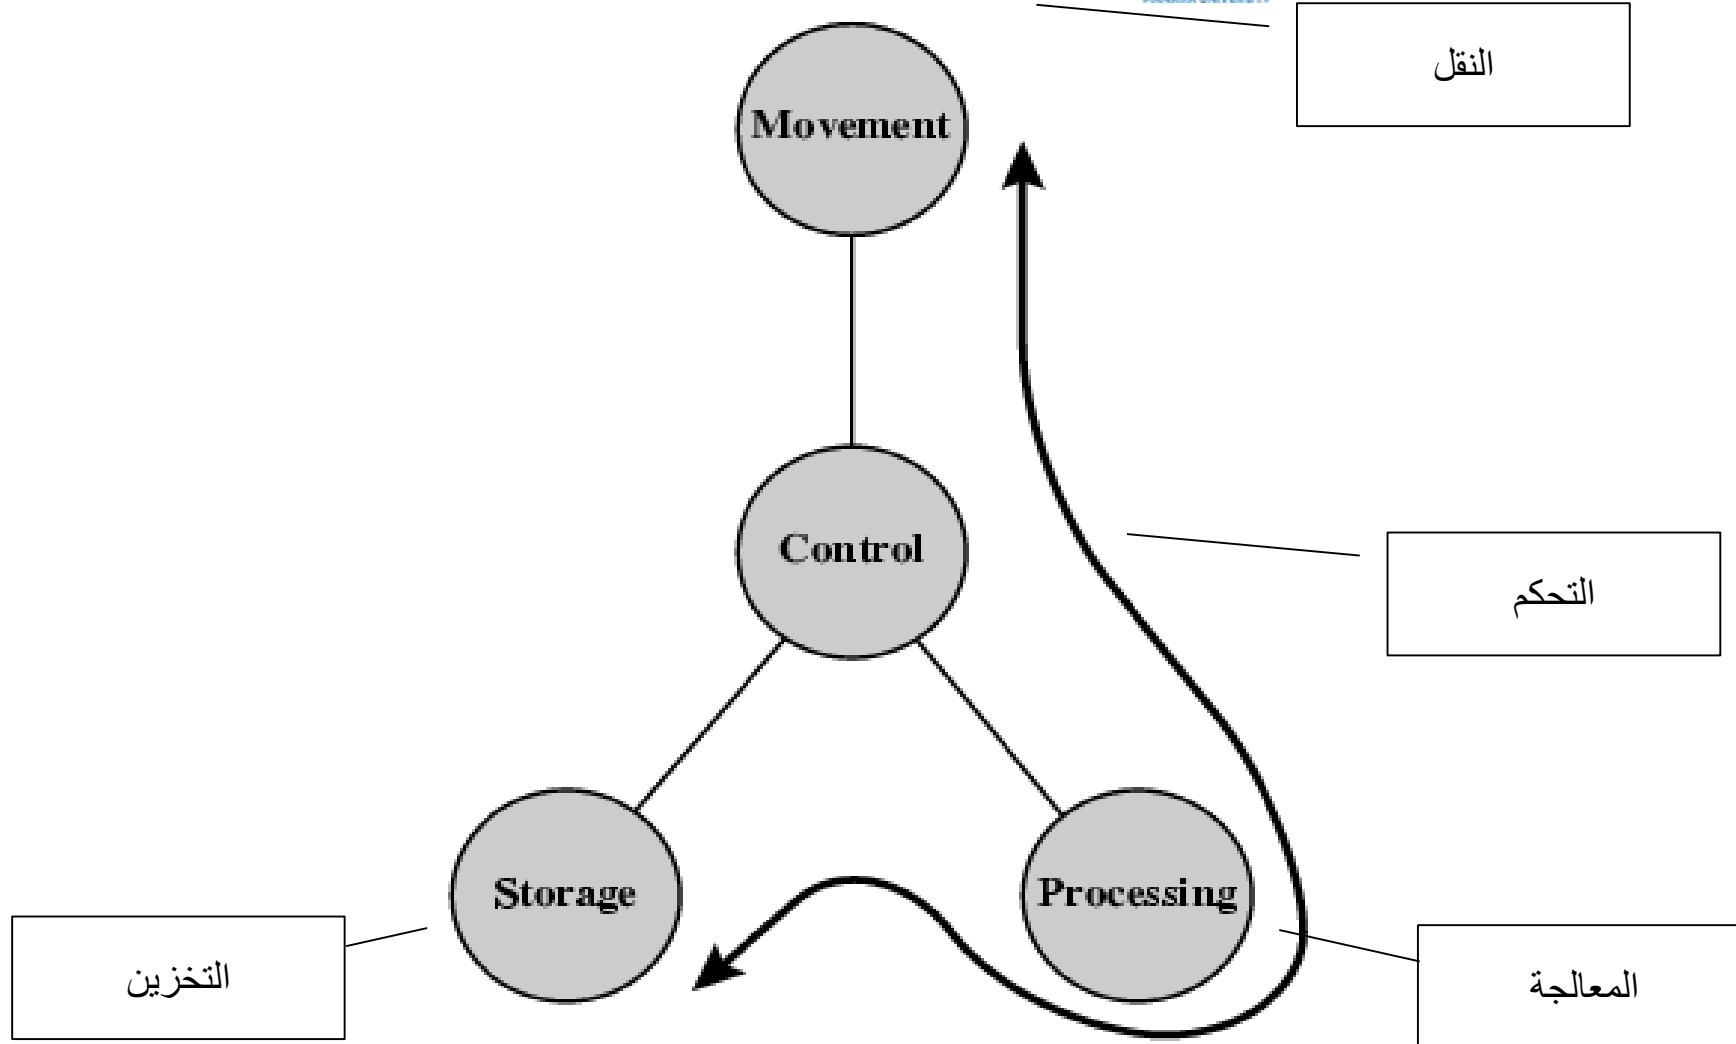 النقل
Movement
Control
التحكم
Storage
Processing
التخزين
المعالجة